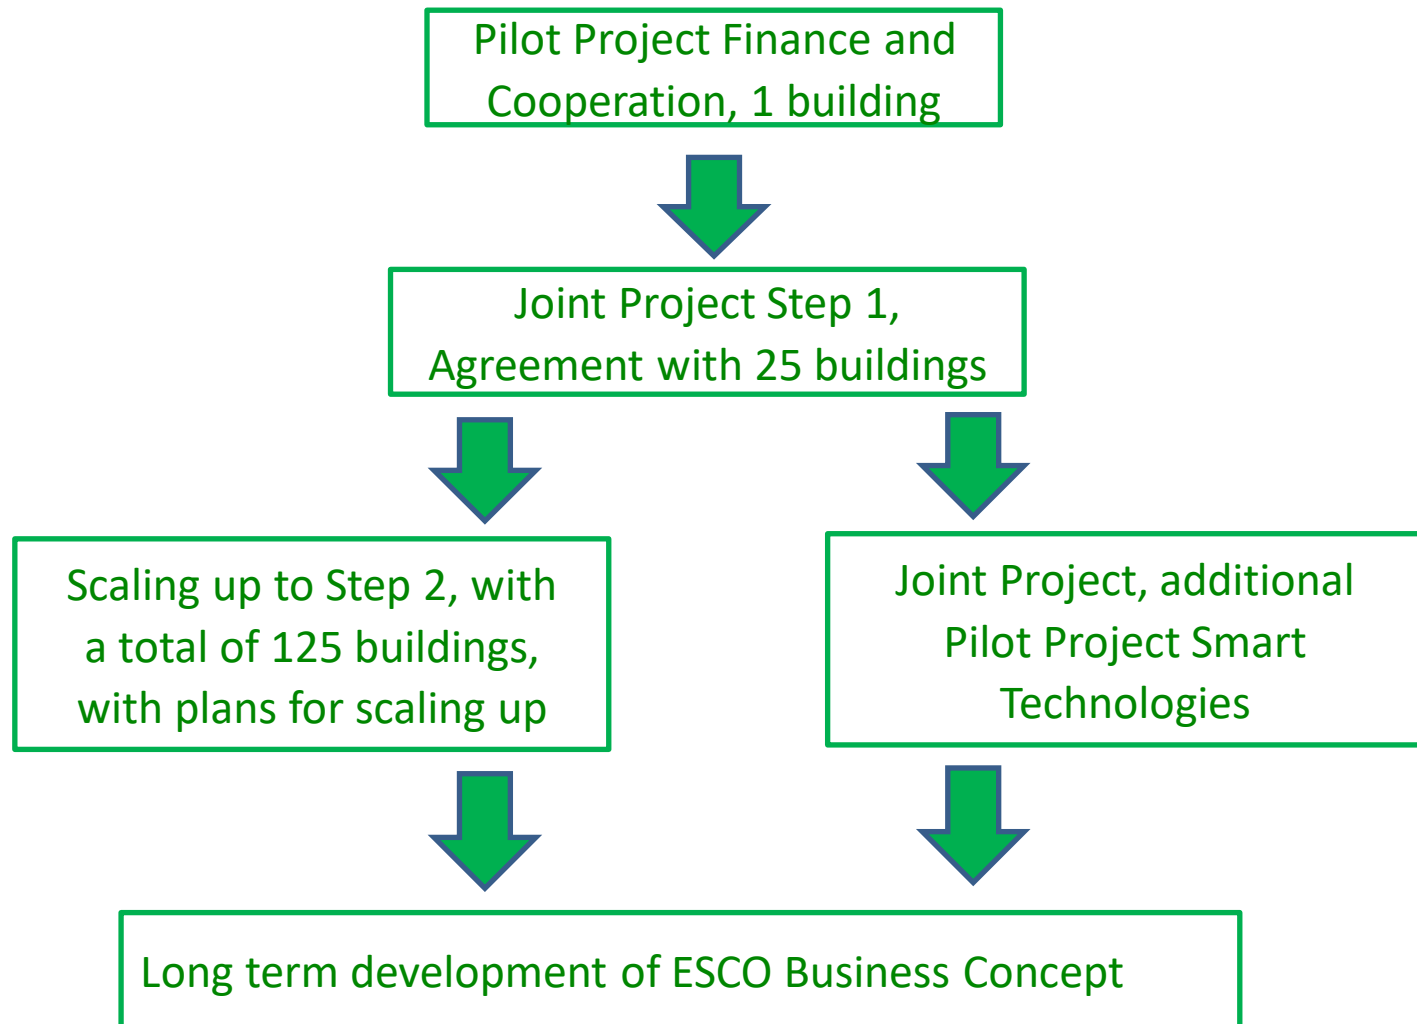 Pilot Project Finance and
Cooperation, 1 building
Joint Project Step 1,
Agreement with 25 buildings
Scaling up to Step 2, with
a total of 125 buildings,
with plans for scaling up
Joint Project, additional
Pilot Project Smart
Technologies
Long term development of ESCO Business Concept